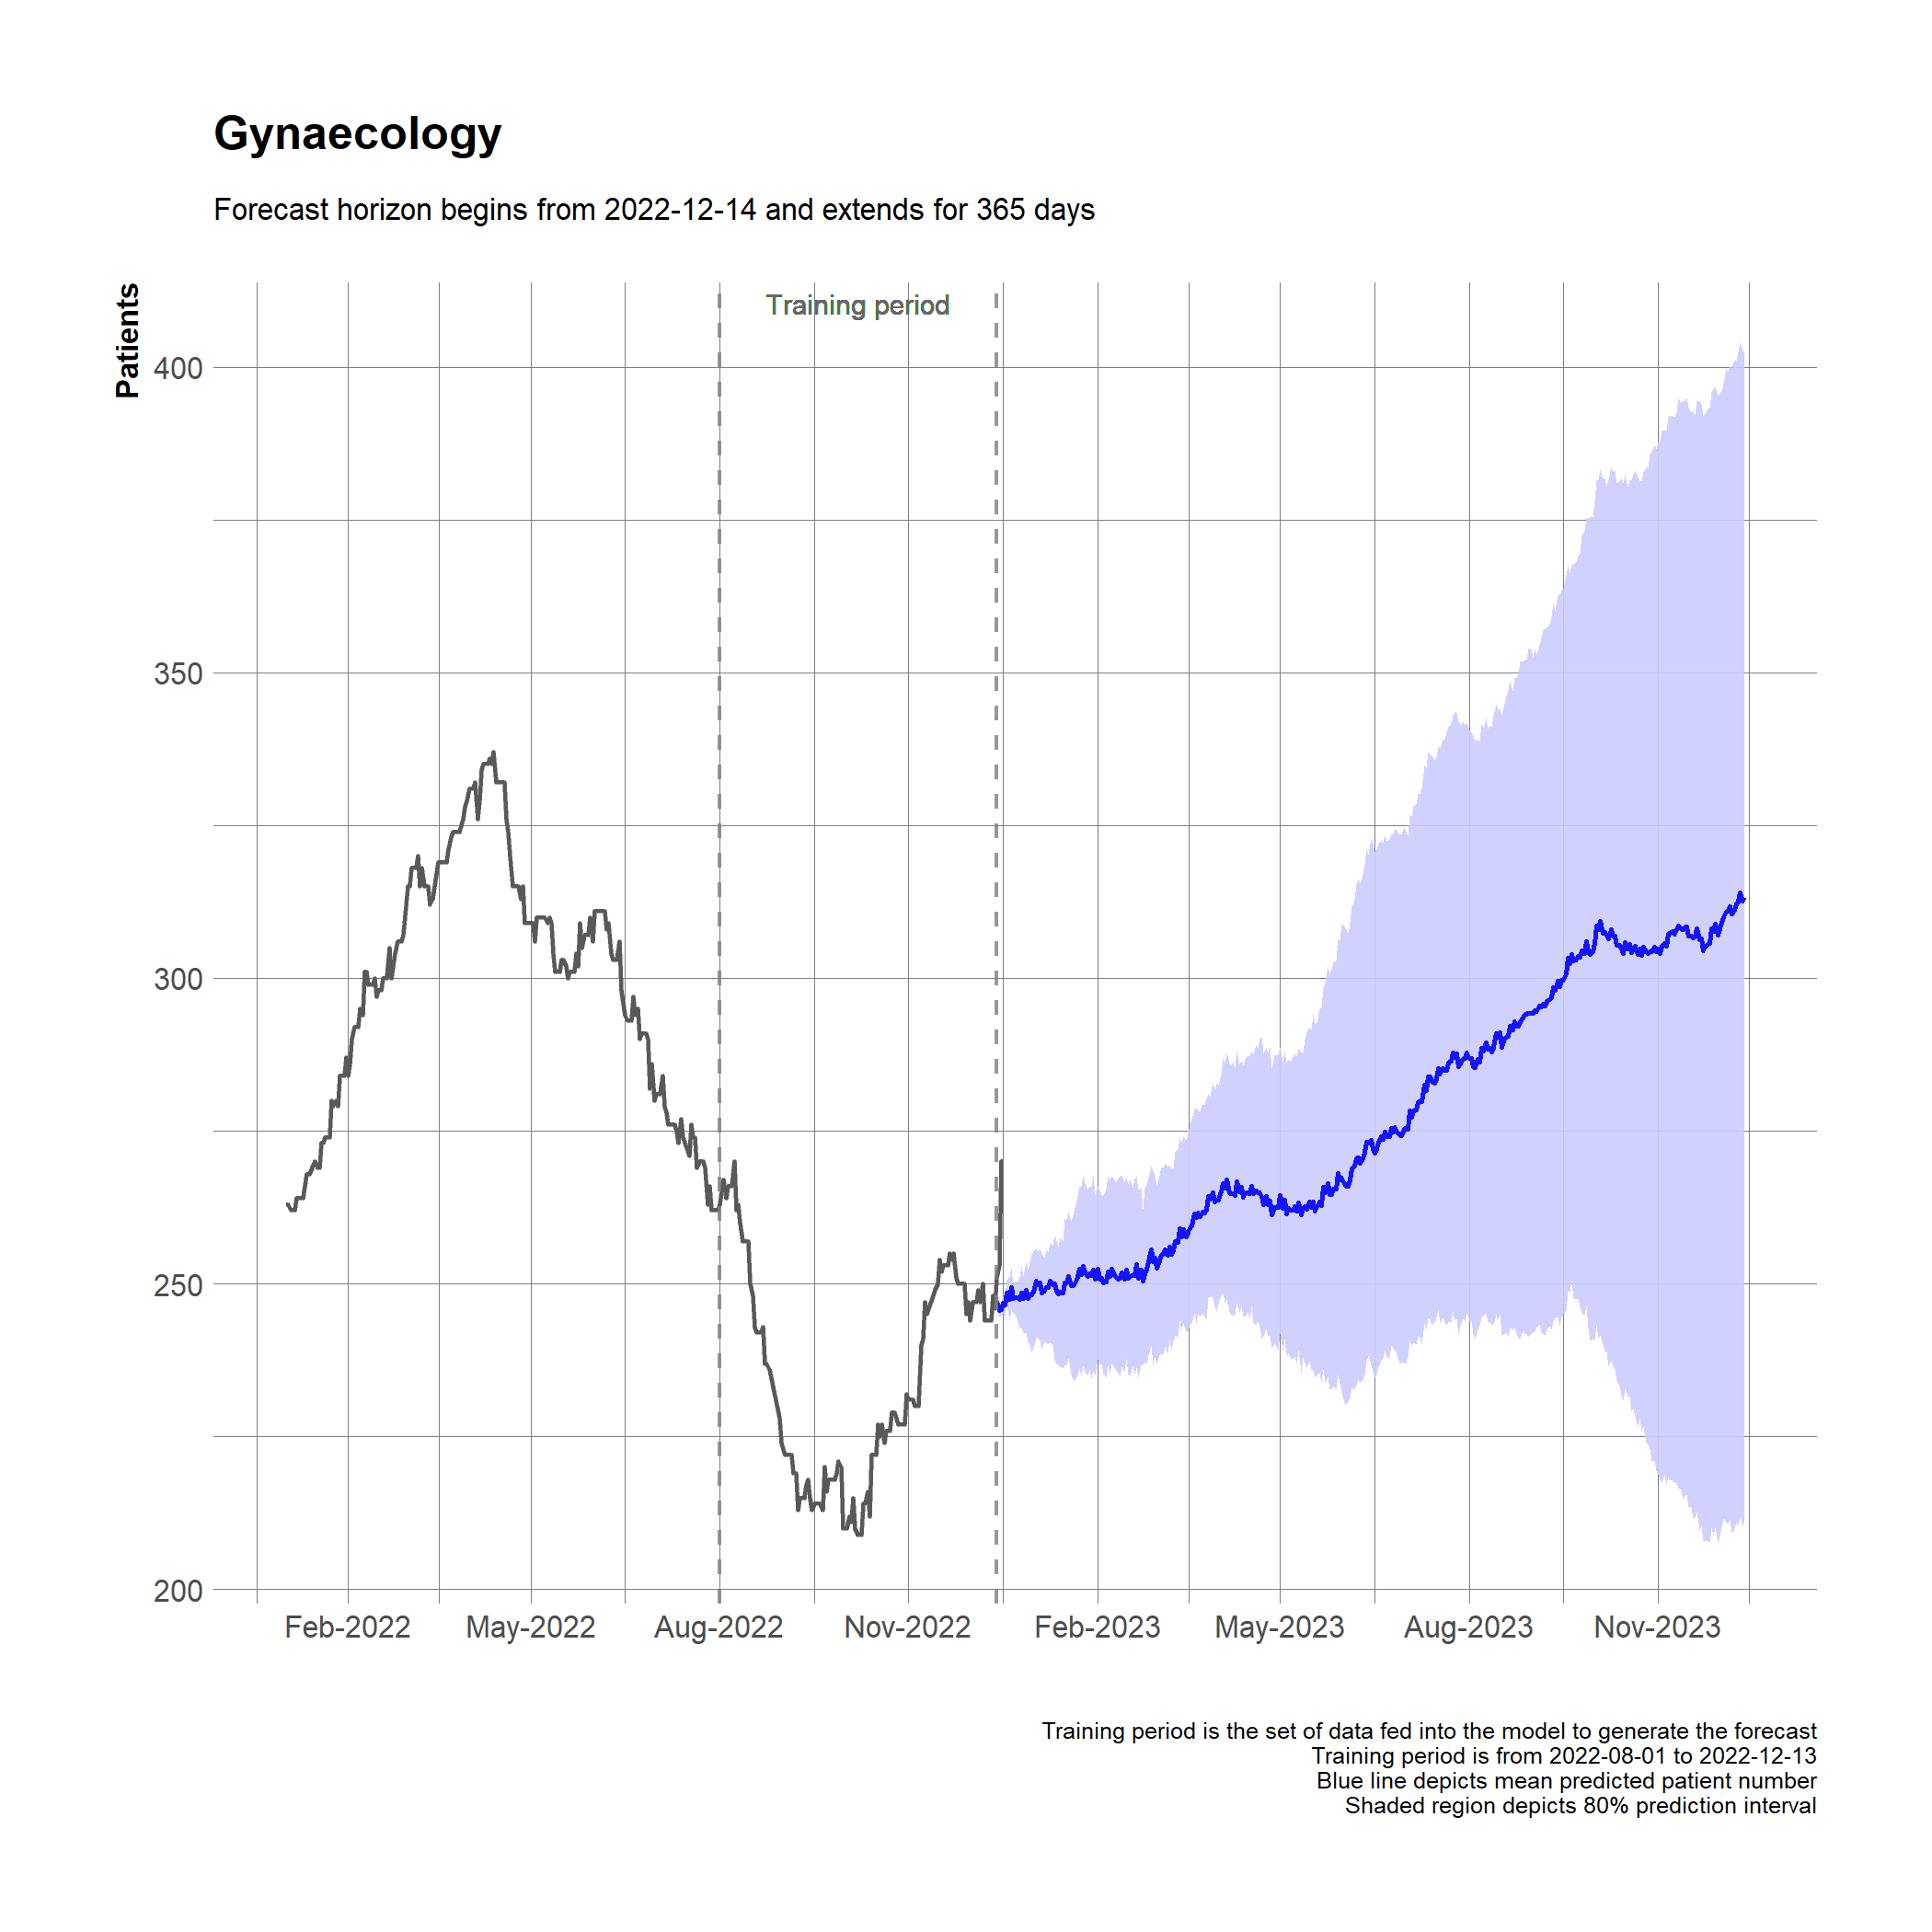 Gynaecology
Forecast horizon begins from 2022-12-14 and extends for 365 days
Patients
Training period
400
350
300
250
200
Feb-2022 May-2022 Aug-2022 Nov-2022 Feb-2023 May-2023 Aug-2023 Nov-2023
Training period is the set of data fed into the model to generate the forecast
Training period is from 2022-08-01 to 2022-12-13
Blue line depicts mean predicted patient number
Shaded region depicts 80% prediction interval